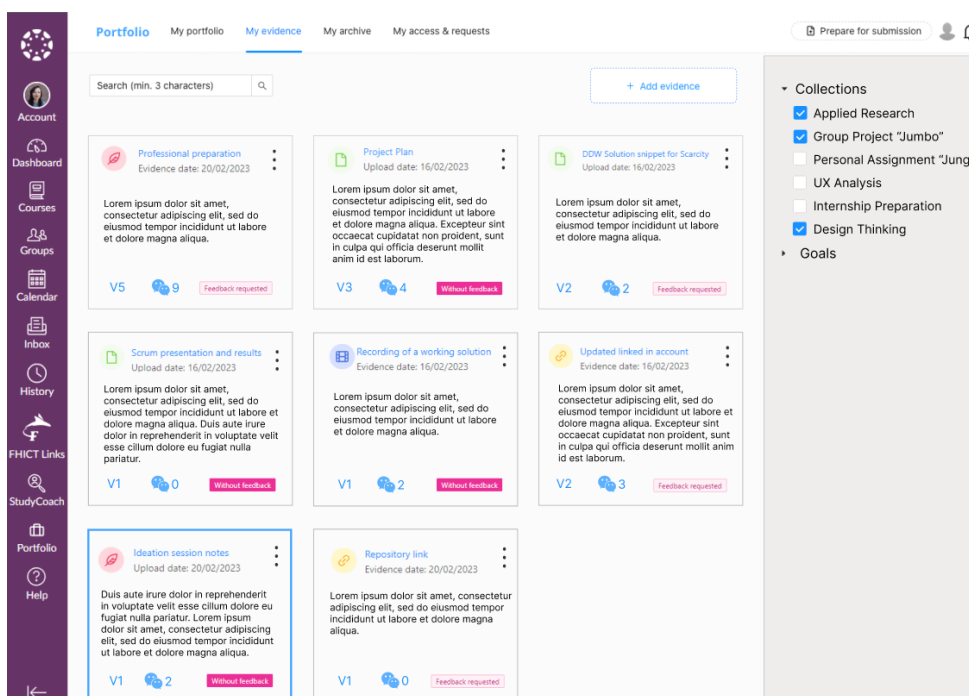 Portfolio
My portfolio
My evidence
My archive
My access & requests
Prepare for submission
Account
Dashboard
Courses
Groups
Calendar
Inbox
History
FHICT Links
StudyCoach
Portfolio
Help
Search (min. 3 characters)
+ Add evidence
Professional preparation
Evidence date: 20/02/2023
Lorem ipsum dolor sit amet,
consectetur adipiscing elit, sed do
eiusmod tempor incididunt ut labore
et dolore magna aliqua.
V5
9
Feedback requested
Project Plan
Upload date: 16/02/2023
Lorem ipsum dolor sit amet,
consectetur adipiscing elit, sed do
eiusmod tempor incididunt ut labore
et dolore magna aliqua. Excepteur sint
occaecat cupidatat non proident, sunt
in culpa qui officia deserunt mollit
anim id est laborum.
V3
4
Without feedback
DDW Solution snippet for Scarcity
Upload date: 16/02/2023
Lorem ipsum dolor sit amet,
consectetur adipiscing elit, sed do
eiusmod tempor incididunt ut labore
et dolore magna aliqua.
V2
2
Feedback requested
Scrum presentation and results
Upload date: 16/02/2023
Lorem ipsum dolor sit amet,
consectetur adipiscing elit, sed do
eiusmod tempor incididunt ut labore et
dolore magna aliqua. Duis aute irure
dolor in reprehenderit in voluptate velit
esse cillum dolore eu fugiat nulla
pariatur.
V1
0
Without feedback
Recording of a working solution
Evidence date: 16/02/2023
Lorem ipsum dolor sit amet,
consectetur adipiscing elit, sed do
eiusmod tempor incididunt ut labore
et dolore magna aliqua.
V1
2
Without feedback
Updated linked in account
Evidence date: 16/02/2023
Lorem ipsum dolor sit amet,
consectetur adipiscing elit, sed do
eiusmod tempor incididunt ut labore et
dolore magna aliqua. Excepteur sint
occaecat cupidatat non proident, sunt
in culpa qui officia deserunt mollit anim
id est laborum.
V2
3
Feedback requested
Ideation session notes
Upload date: 20/02/2023
Duis aute irure dolor in reprehenderit
in voluptate velit esse cillum dolore eu
fugiat nulla pariatur. Lorem ipsum
dolor sit amet, consectetur adipiscing
elit, sed do eiusmod tempor incididunt
ut labore et dolore magna aliqua.
V1
2
Without feedback
Repository link
Evidence date: 20/02/2023
Lorem ipsum dolor sit amet, consectetur
adipiscing elit, sed do eiusmod tempor
incididunt ut labore et dolore magna
aliqua.
V1
0
Feedback requested
Collections
Applied Research
Group Project “Jumbo”
Personal Assignment “Jung
UX Analysis
Internship Preparation
Design Thinking
Goals